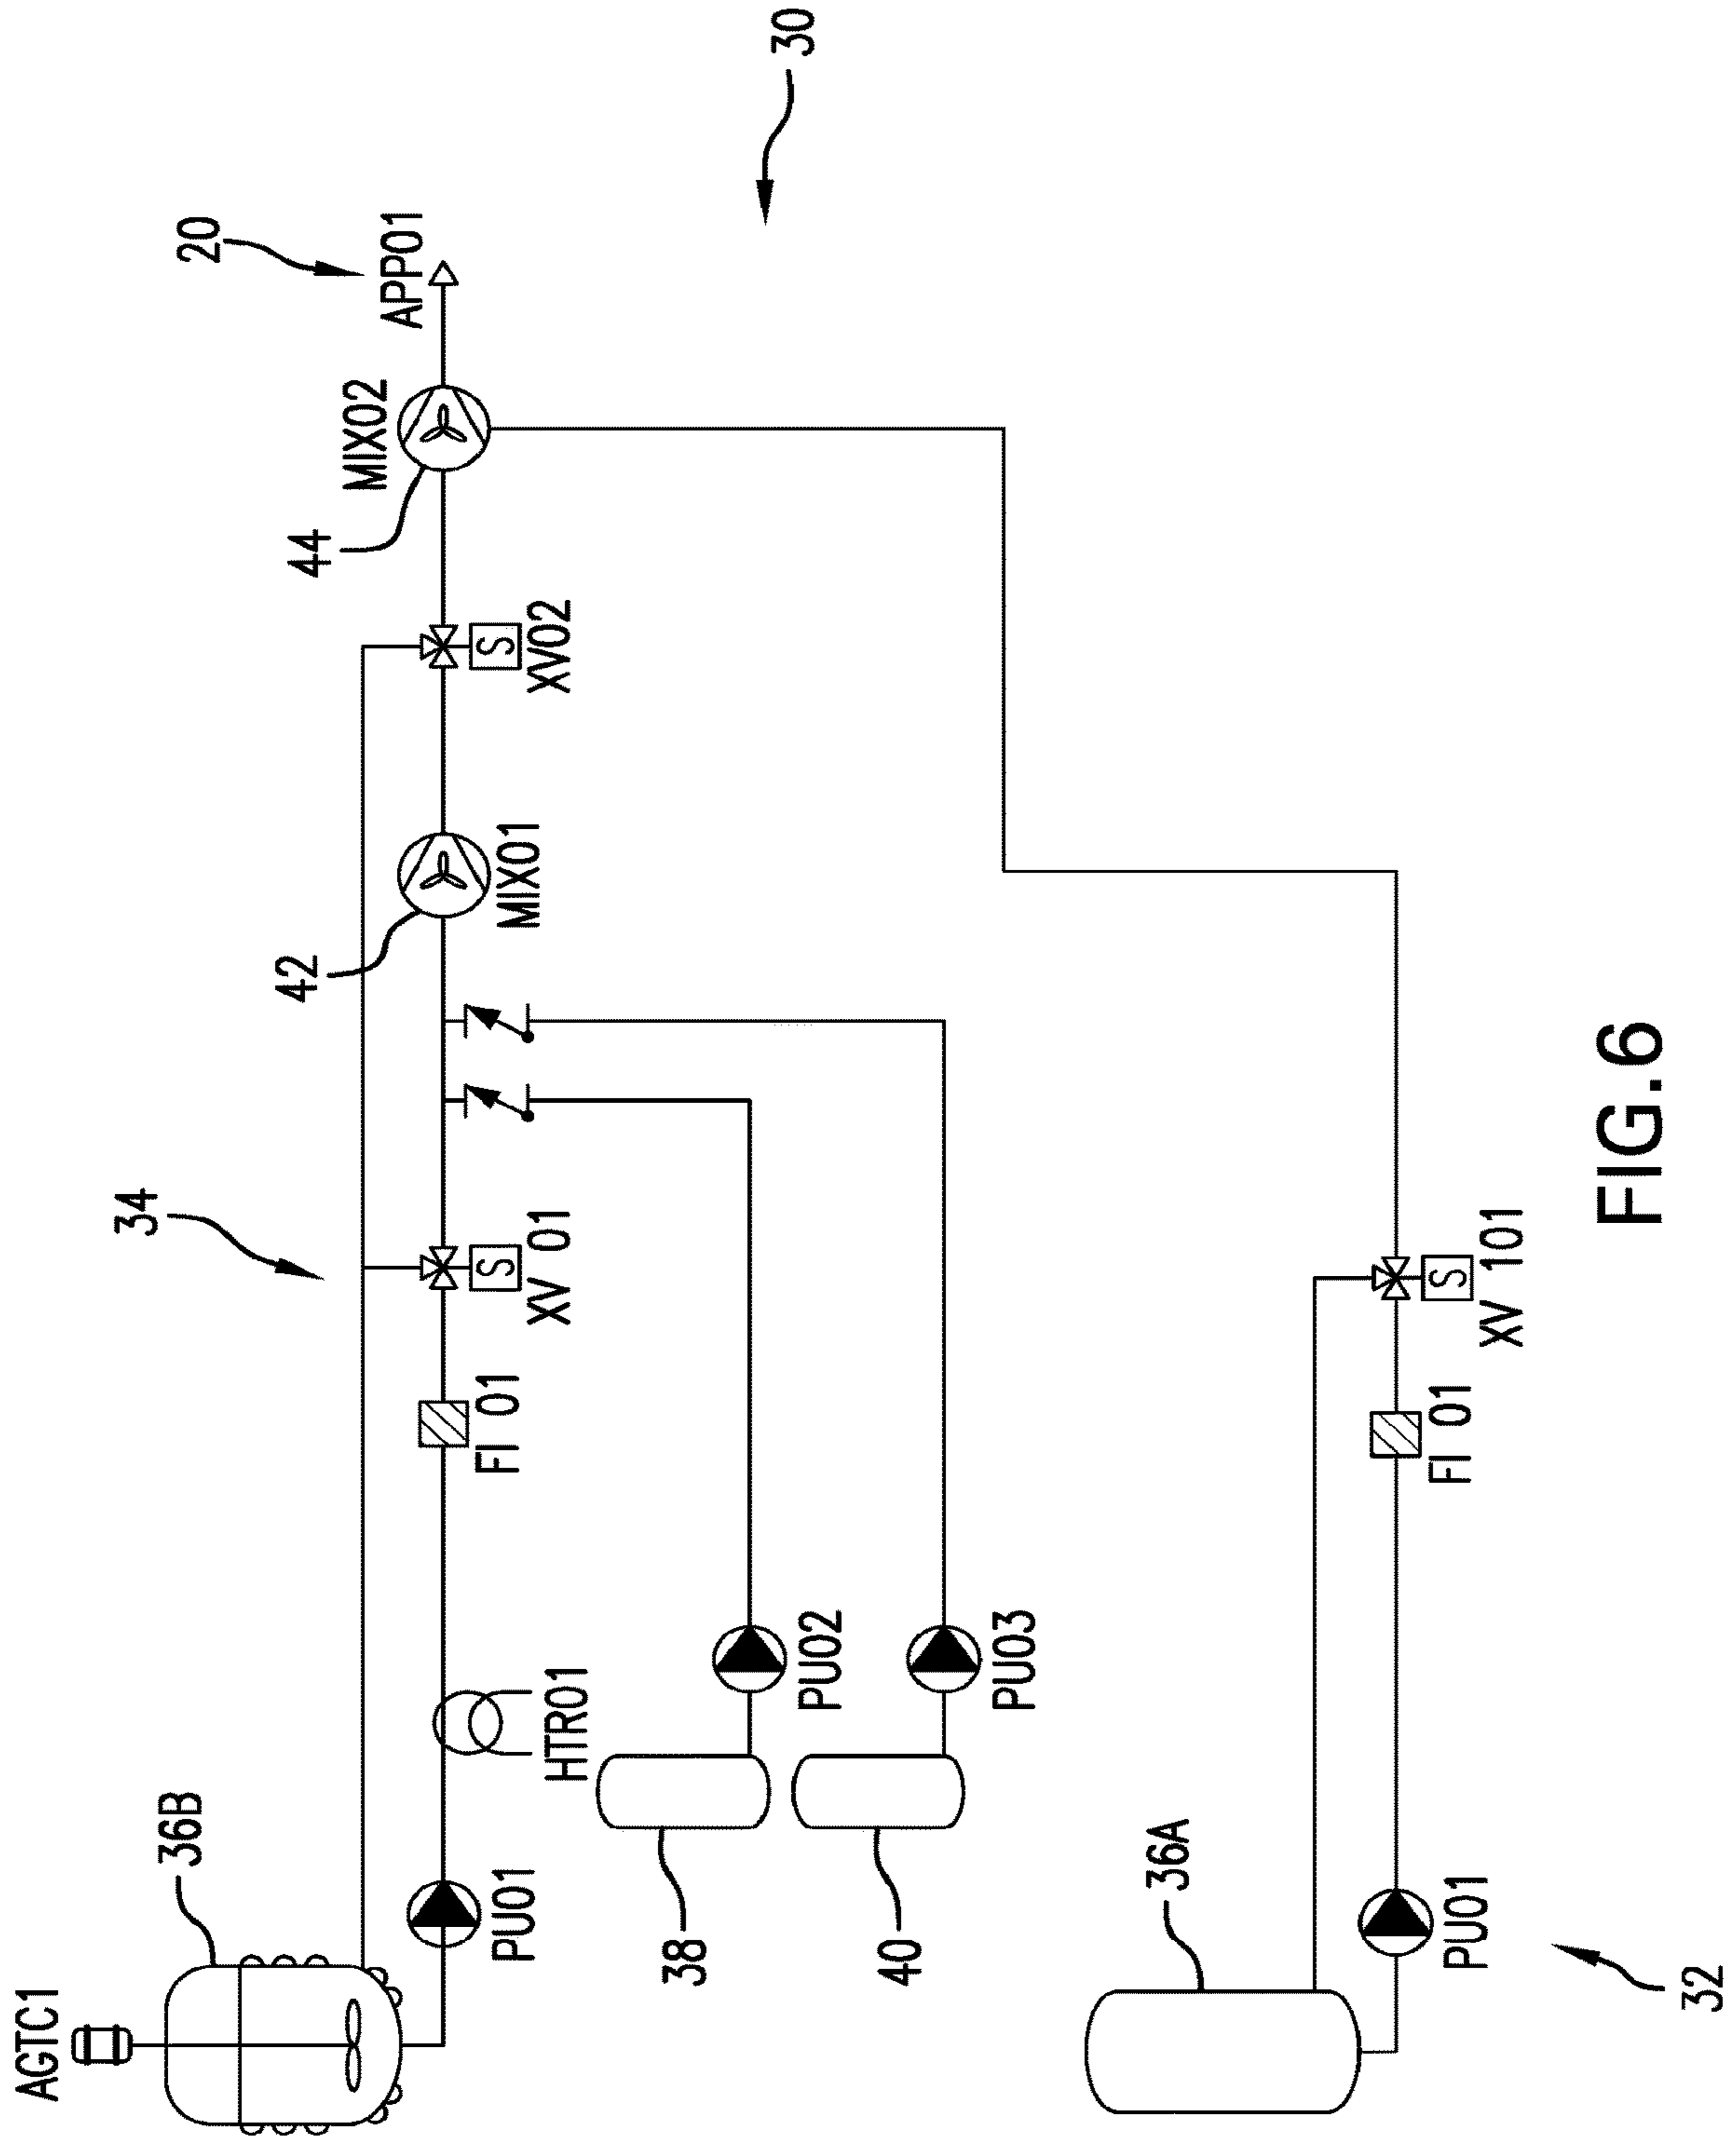 AGTC1
36B
PU01
HTR01
FI 01
34
XV 01
S
42
MIX01
XV02
S
44
MIX02
20
APP01
30
38
PU02
40
PU03
36A
PU01
32
FI 01
XV 101
S
FIG.6